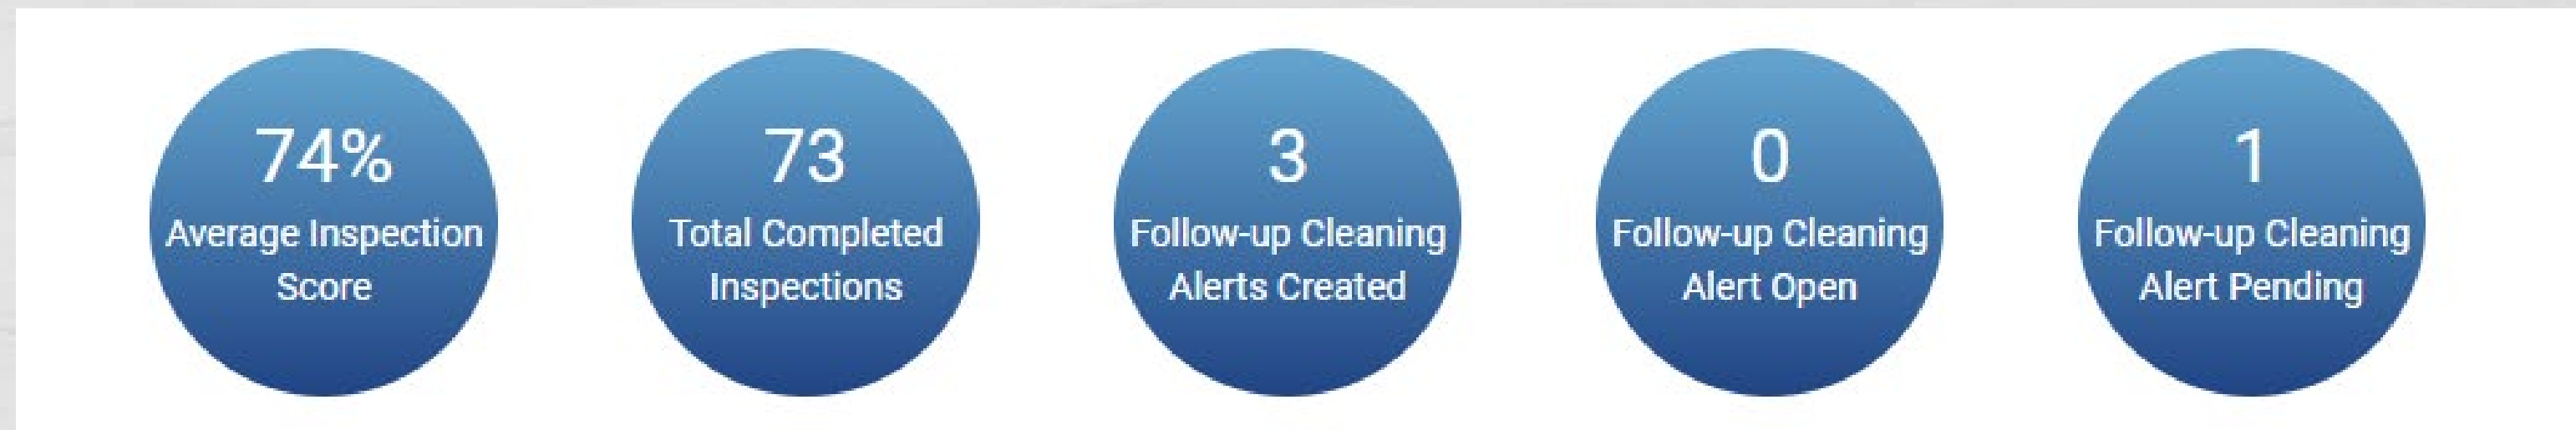 74%
Average Inspection
Score
73
Total Completed
Inspections
3
Follow-up Cleaning
Alerts Created
0
Follow-up Cleaning
Alert Open
1
Follow-up Cleaning
Alert Pending